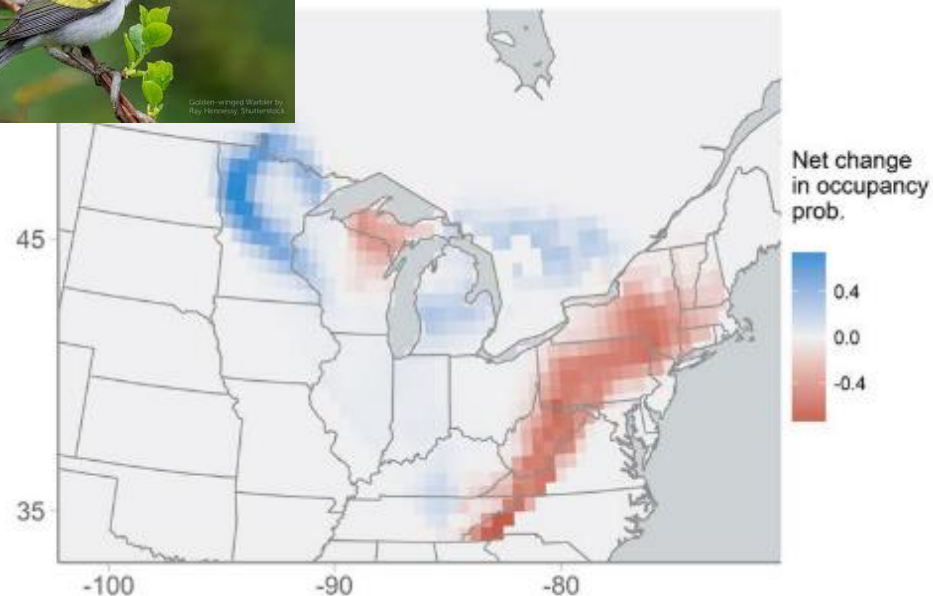 Golden-winged Warbler by
Ray Hennessy, Shutterstock
Net change
in occupancy
prob.
0.4
0.0
-0.4
45
35
-100
-90
-80